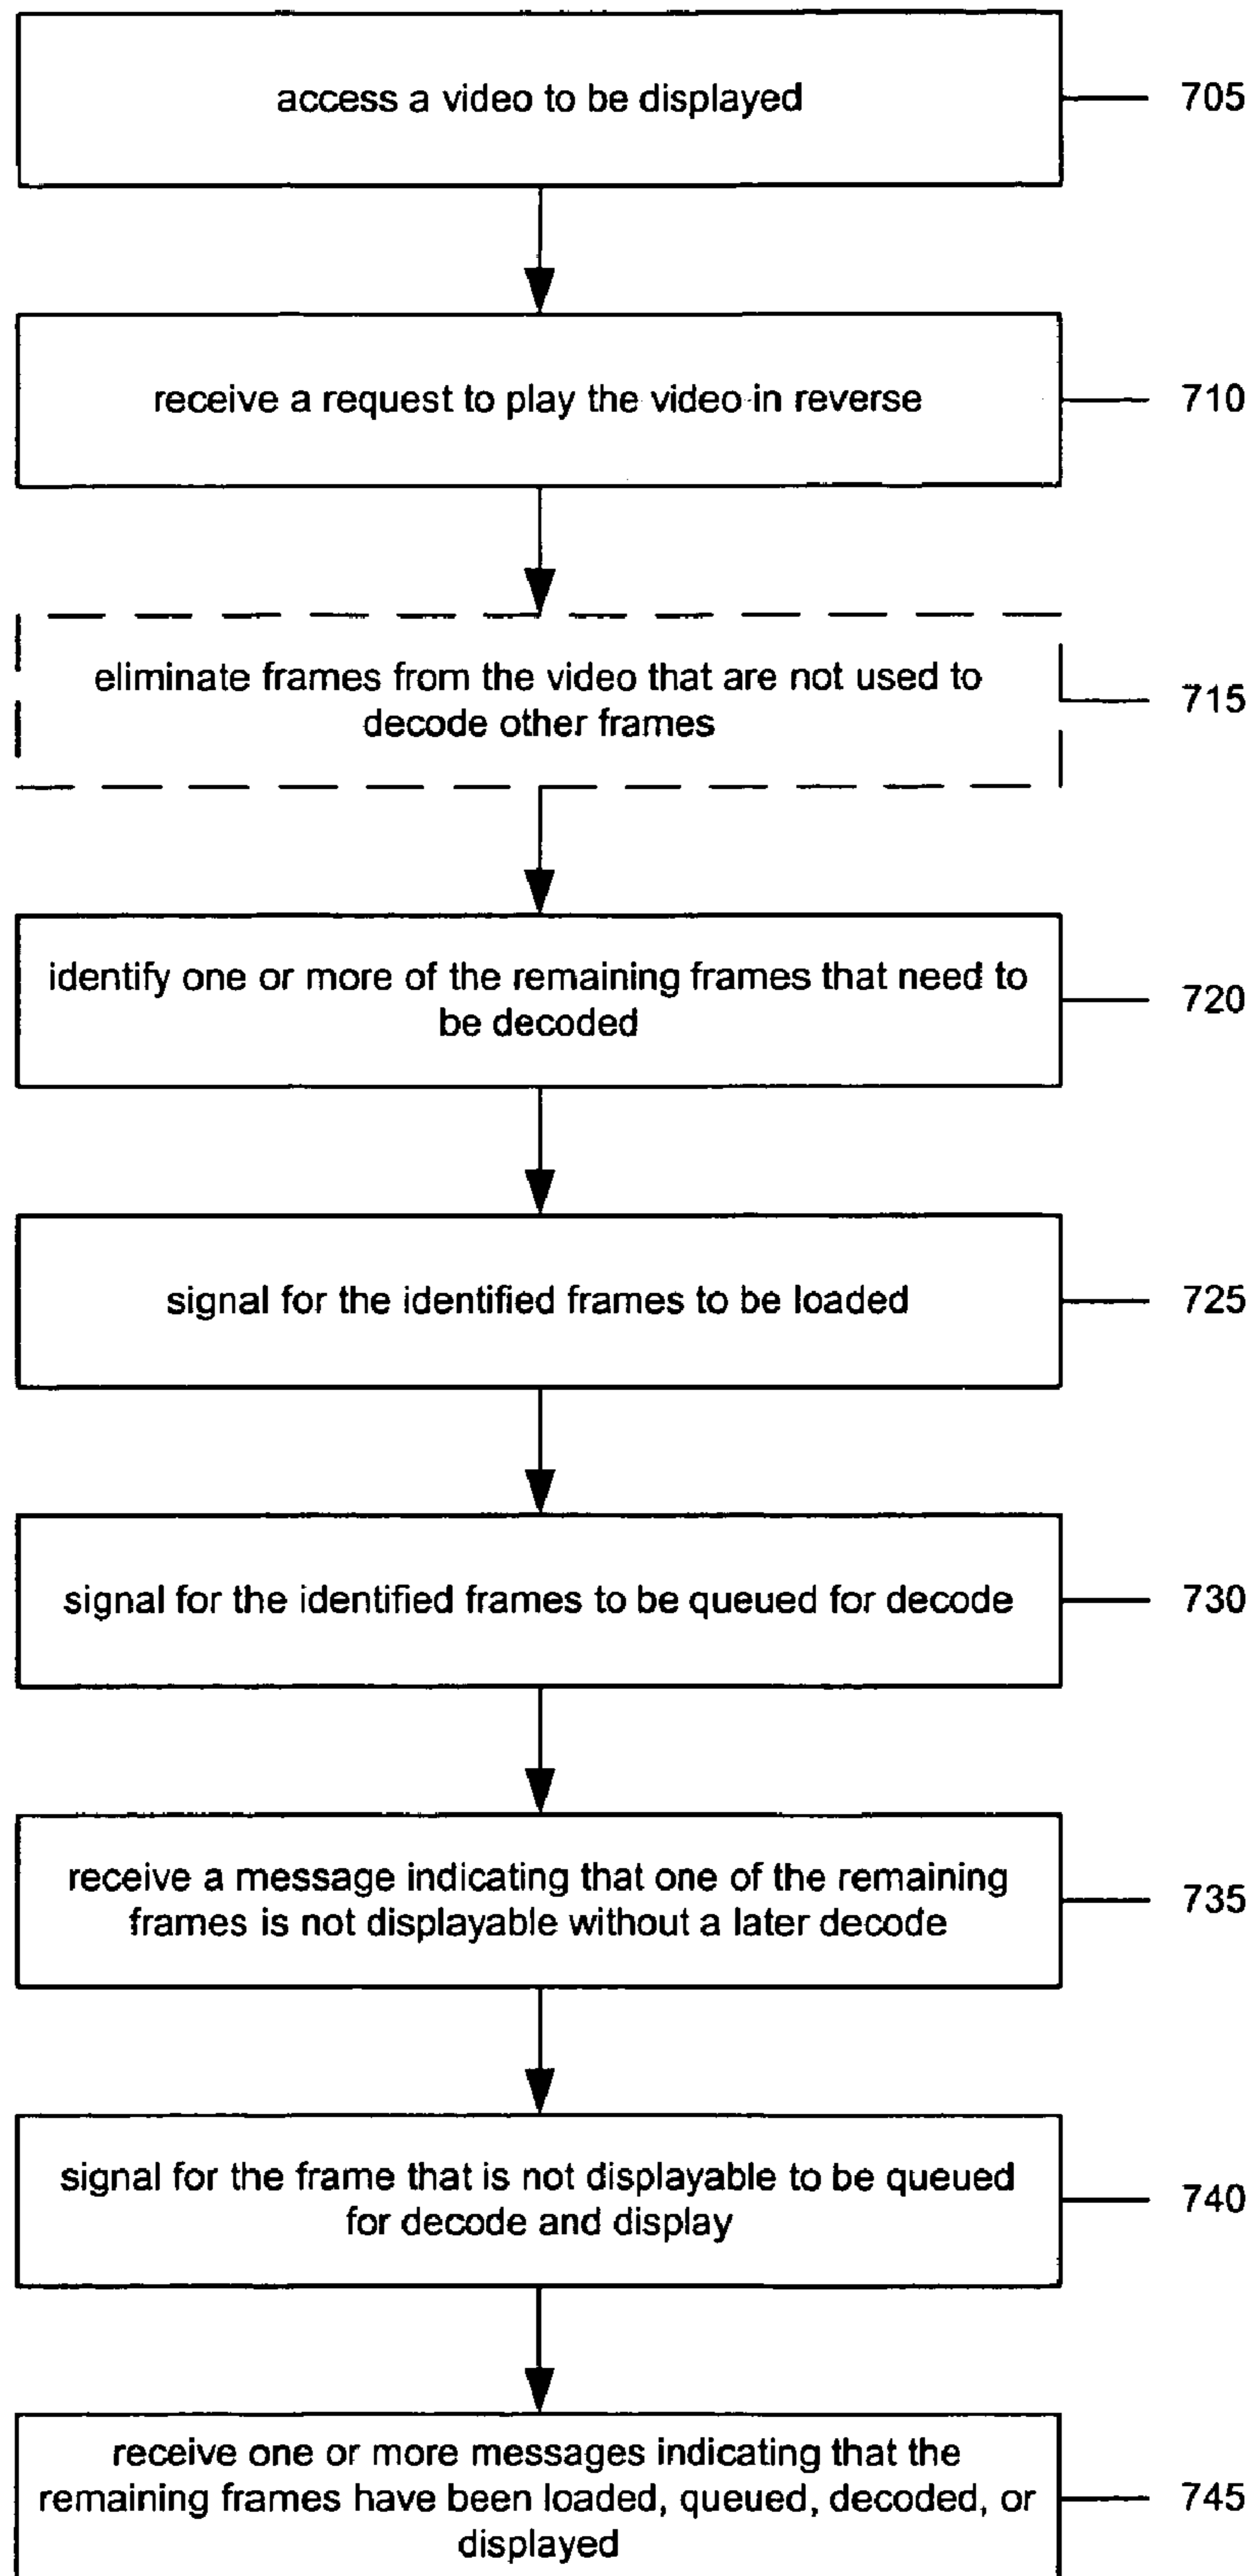 access a video to be displayed
705
receive a request to play the video in reverse
710
eliminate frames from the video that are not used to
decode other frames
715
identify one or more of the remaining frames that need to
be decoded
720
signal for the identified frames to be loaded
725
signal for the identified frames to be queued for decode
730
receive a message indicating that one of the remaining
frames is not displayable without a later decode
735
signal for the frame that is not displayable to be queued
for decode and display
740
receive one or more messages indicating that the
remaining frames have been loaded, queued, decoded, or
displayed
745